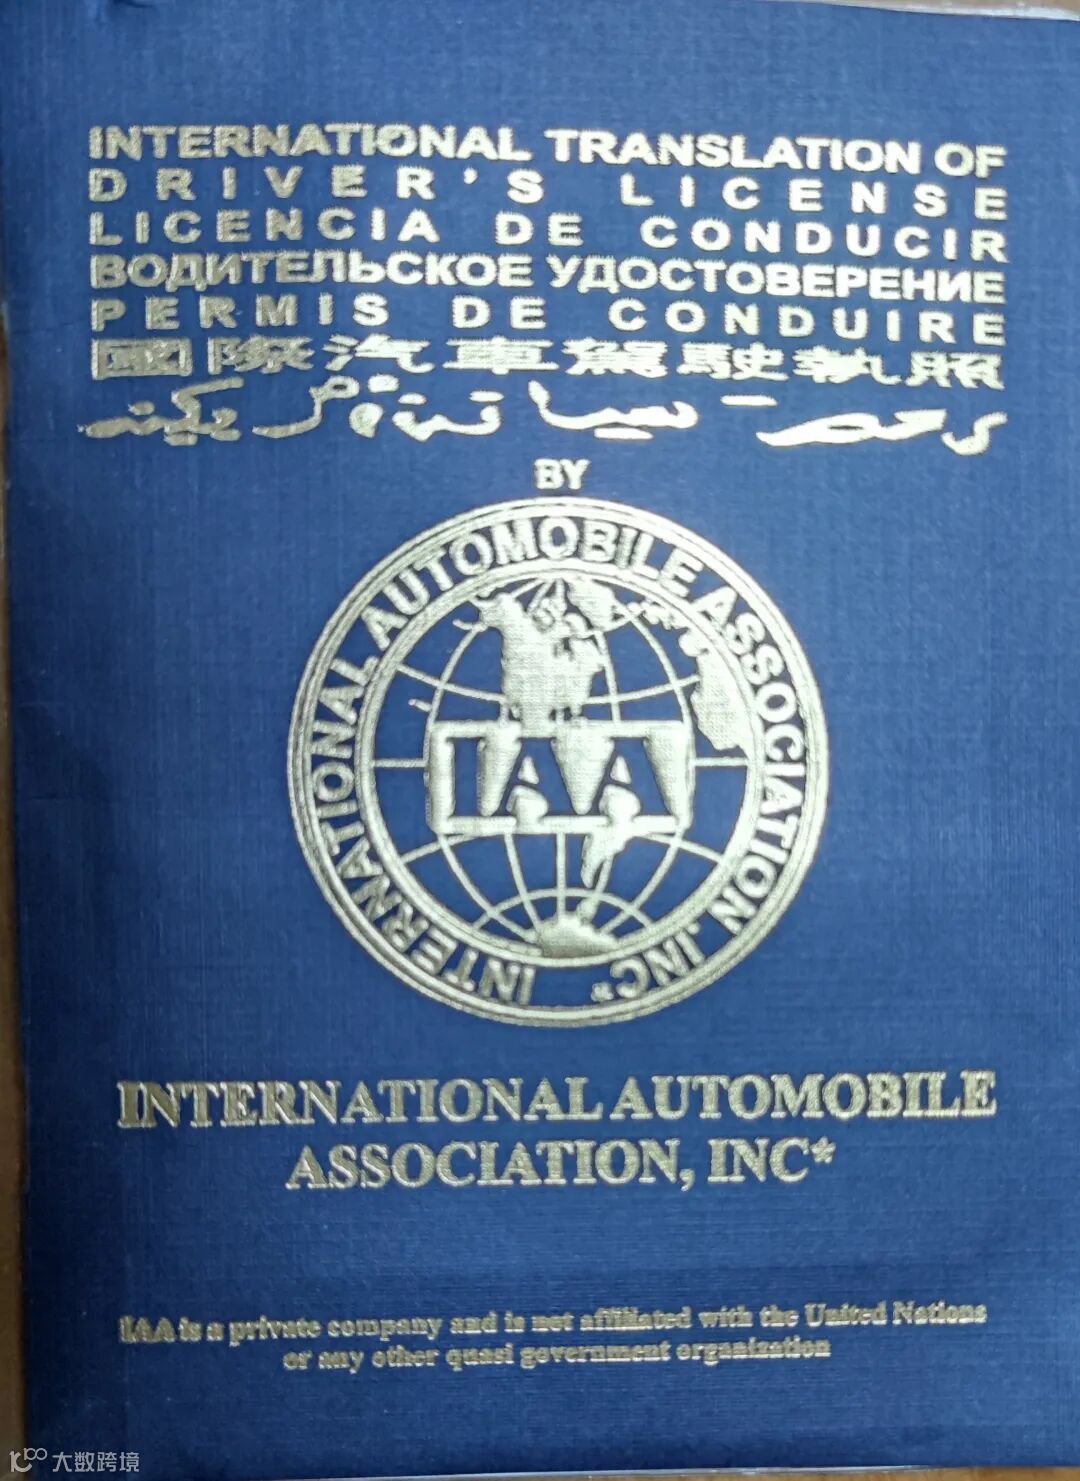 INTERNATIONAL TRANSLATION OF
DRIVER'S LICENSE
LICENCIA DE CONDUCIR
ВОДИТЕЛЬСКОЕ УДОСТОВЕРЕНИЕ
PERMIS DE CONDUIRE
國際汽車駕駛執照
BY
INTERNATIONAL AUTOMOBILE ASSOCIATION .INC*
IAA
INTERNATIONAL AUTOMOBILE
ASSOCIATION, INC*
IAA is a private company and is not affiliated with the United Nations
or any other quasi government organization
大数跨境